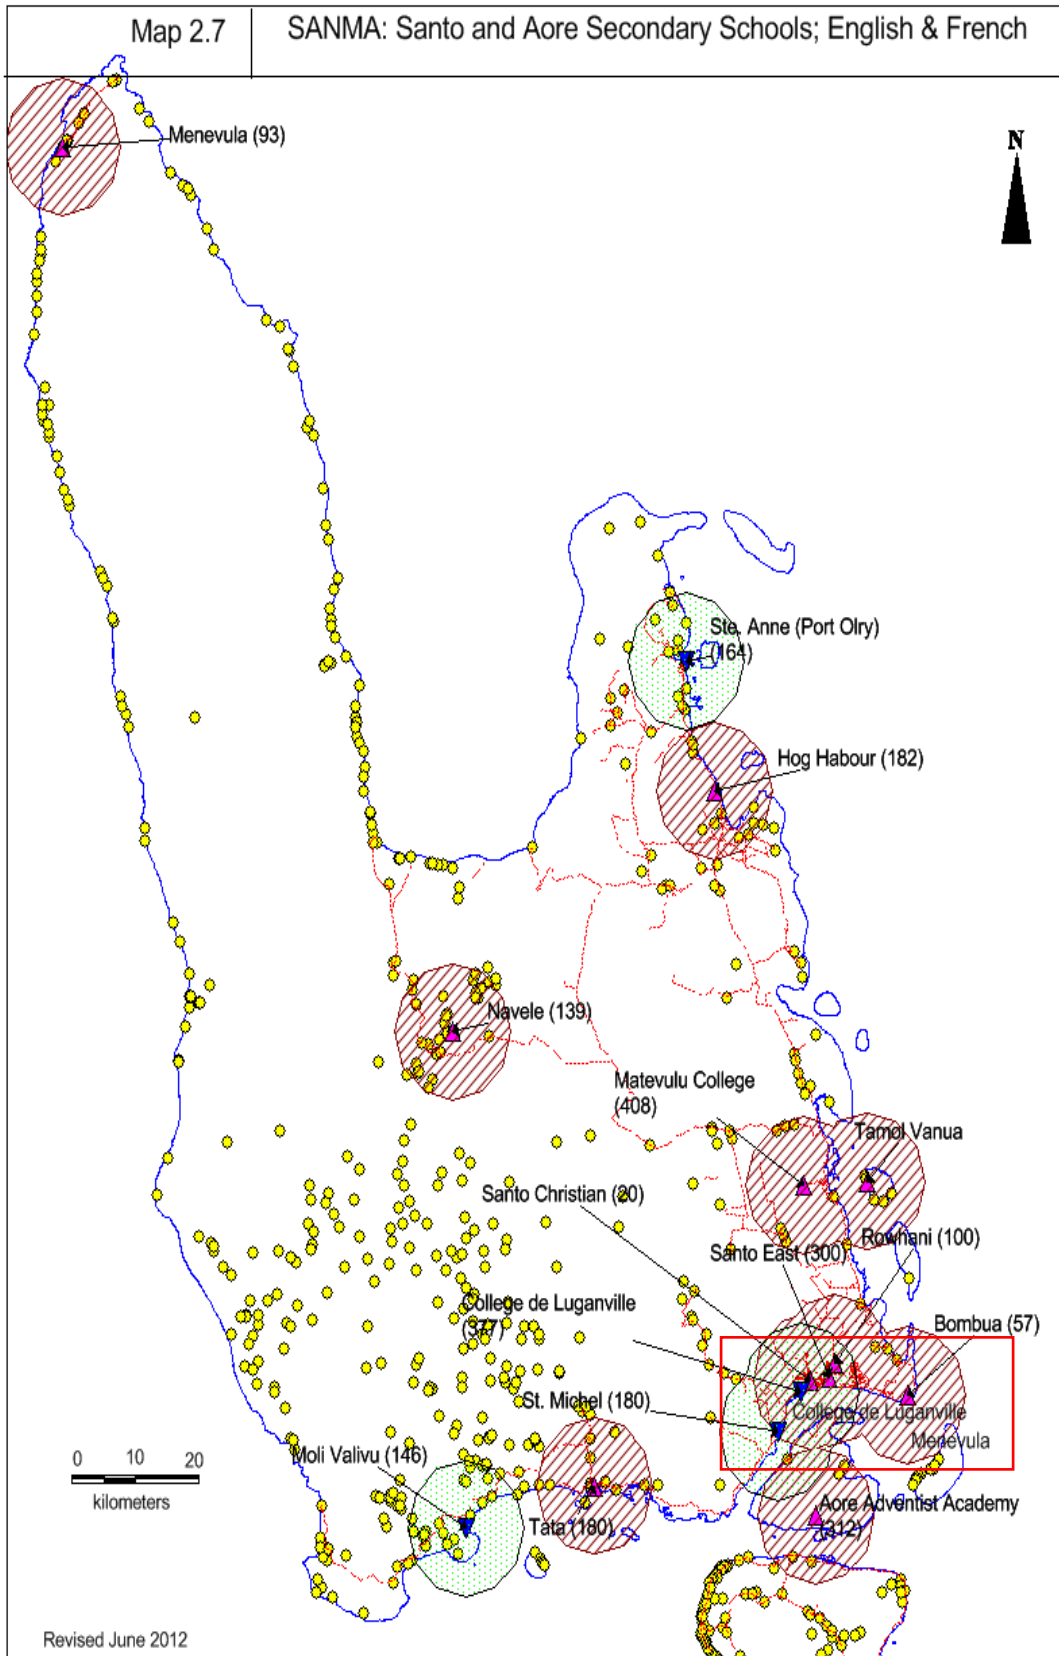 Map 2.7
SANMA: Santo and Aore Secondary Schools; English & French
Menevula (93)
N
Ste. Anne (Port Olry)
(164)
Hog Habour (182)
Navele (139)
Matevulu College
(408)
Tamol Vanua
Santo Christian (20)
Rowhani (100)
Santo East (300)
College de Luganville
(377)
Bombua (57)
St. Michel (180)
College de Luganville
Menevula
Moli Valivu (146)
0 10 20
kilometers
Aore Adventist Academy
(312)
Tata (180)
Revised June 2012